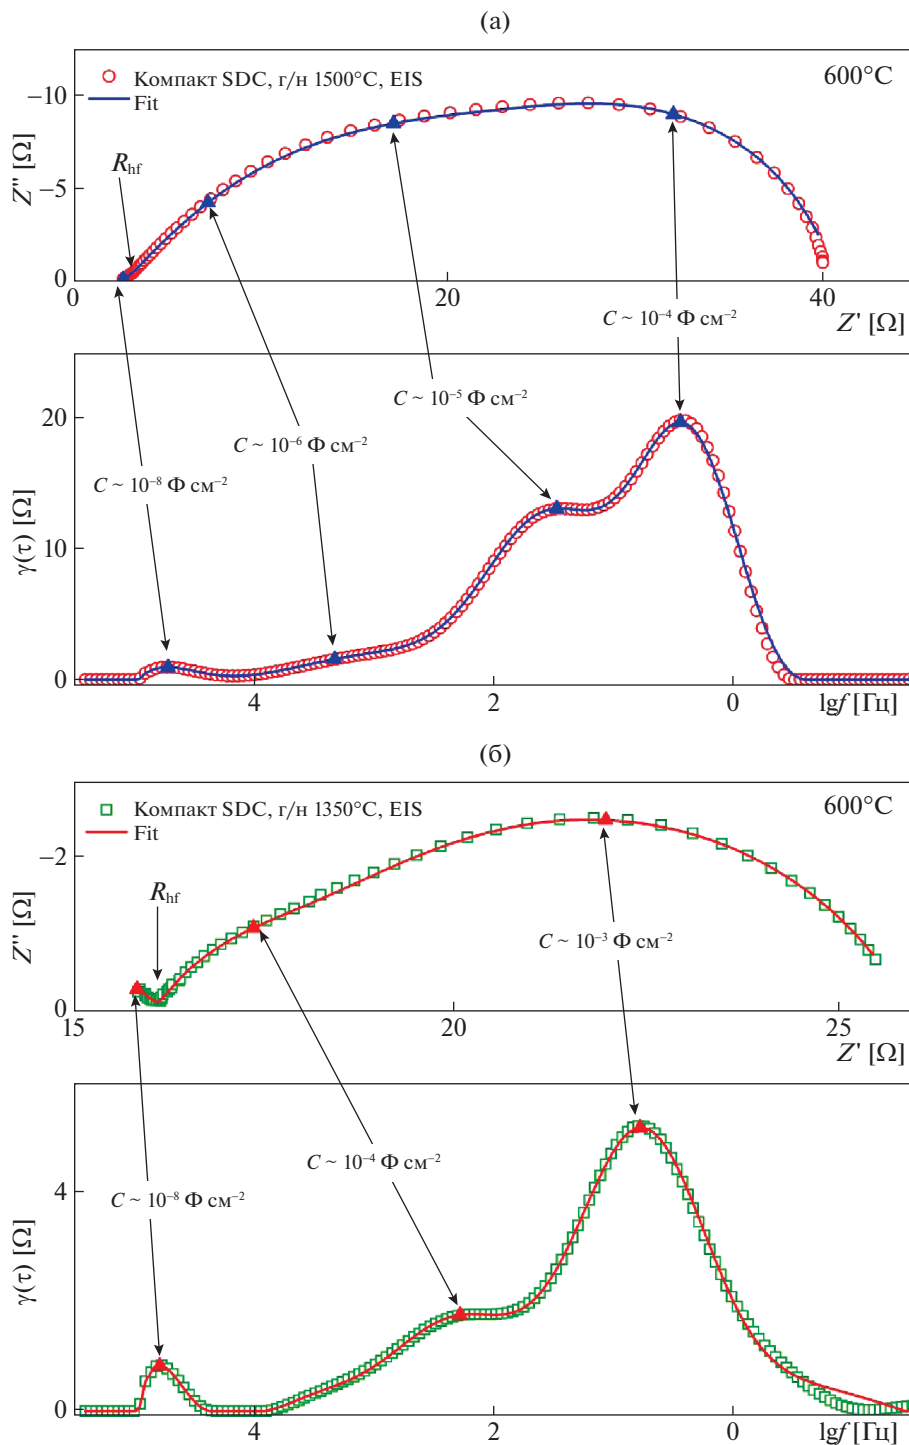 (а)
Компакт SDC, г/н 1500°C, EIS
Fit
600°C
−10
−5
0
Z'' [Ω]
R_hf
0
20
40
Z' [Ω]
C ~ 10⁻⁴ Ф см⁻²
C ~ 10⁻⁵ Ф см⁻²
C ~ 10⁻⁶ Ф см⁻²
C ~ 10⁻⁸ Ф см⁻²
20
10
0
γ(τ) [Ω]
4
2
0
lgf [Гц]
(б)
Компакт SDC, г/н 1350°C, EIS
Fit
600°C
−2
0
Z'' [Ω]
R_hf
15
20
25
Z' [Ω]
C ~ 10⁻³ Ф см⁻²
C ~ 10⁻⁴ Ф см⁻²
C ~ 10⁻⁸ Ф см⁻²
4
0
γ(τ) [Ω]
4
2
0
lgf [Гц]